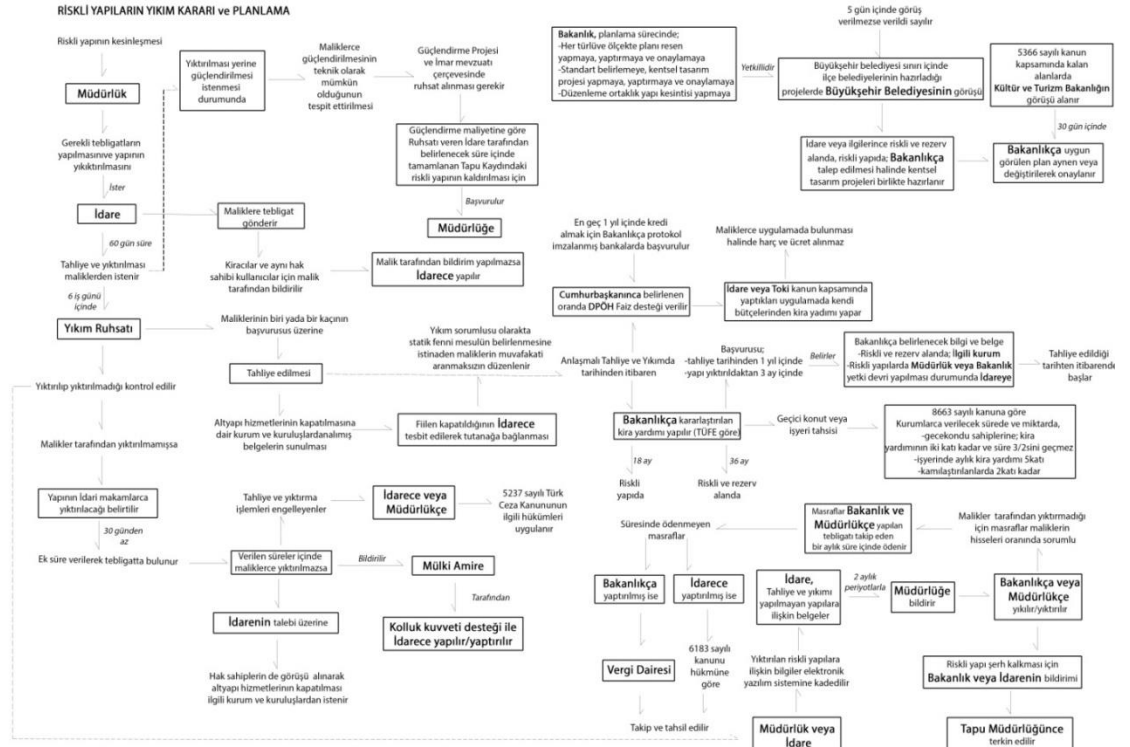 RİSKLİ YAPILARIN YIKIM KARARI ve PLANLAMA
Riskli yapının kesinleşmesi
Müdürlük
Gerekli tebligatların
yapılmasınıve yapının
yıkıktırılmasını
İster
İdare
60 gün süre
Tahliye ve yıktırılması
maliklerden istenir
6 iş günü
içinde
Yıkım Ruhsatı
Yıktırılıp yıktırılmadığı kontrol edilir
Malikler tarafından yıktırılmamışsa
Yapının İdari makamlarca
yıktırılacağı belirtilir
30 günden
az
Ek süre verilerek tebligatta bulunur
Yıktırılması yerine
güçlendirilmesi
istenmesi
durumunda
Maliklerce
güçlendirilmesinin
teknik olarak
mümkün
olduğunun
tespit ettirilmesi
Güçlendirme Projesi
ve İmar mevzuatı
çerçevesinde
ruhsat alınması gerekir
Güçlendirme maliyetine göre
Ruhsatı veren İdare tarafından
belirlenecek süre içinde
tamamlanan Tapu Kaydındaki
riskli yapının kaldırılması için
Başvurulur
Müdürlüğe
Maliklere tebligat
gönderir
Kiracılar ve aynı hak
sahibi kullanıcılar için malik
tarafından bildirilir
Malik tarafından bildirim yapılmazsa
İdarece yapılır
Maliklerinin biri yada bir kaçının
başvurusus üzerine
Tahliye edilmesi
Yıkım sorumlusu olarakta
statik fenni mesulün belirlenmesine
istinaden maliklerin muvafakati
aranmaksızın düzenlenir
Altyapı hizmetlerinin kapatılmasına
dair kurum ve kuruluşlardanalımış
belgelerin sunulması
Fiilen kapatıldığının İdarece
tesbit edilerek tutanağa bağlanması
Tahliye ve yıktırma
işlemleri engelleyenler
İdarece veya
Müdürlükçe
5237 sayılı Türk
Ceza Kanununun
ilgili hükümleri
uygulanır
Verilen süreler içinde
maliklerce yıktırılmazsa
Bildirilir
Mülki Amire
Tarafından
Kolluk kuvveti desteği ile
İdarece yapılır/yaptırılır
İdarenin talebi üzerine
Hak sahiplerin de görüşü alınarak
altyapı hizmetlerinin kapatılması
ilgili kurum ve kuruluşlardan istenir
Bakanlık, planlama sürecinde;
-Her türlüve ölçekte planı resen
yapmaya, yaptırmaya ve onaylamaya
-Standart belirlemeye, kentsel tasarım
projesi yapmaya, yaptırmaya ve onaylamaya
-Düzenleme ortaklık yapı kesintisi yapmaya
Yetkillidir
5 gün içinde görüş
verilmezse verildi sayılır
Büyükşehir belediyesi sınırı içinde
ilçe belediyelerinin hazırladığı
projelerde Büyükşehir Belediyesinin görüşü
5366 sayılı kanun
kapsamında kalan
alanlarda
Kültür ve Turizm Bakanlığın
görüşü alanır
30 gün içinde
İdare veya ilgilerince riskli ve rezerv
alanda, riskli yapıda; Bakanlıkça
talep edilmesi halinde kentsel
tasarım projeleri birlikte hazırlanır
Bakanlıkça uygun
görülen plan aynen veya
değiştirilerek onaylanır
En geç 1 yıl içinde kredi
almak için Bakanlıkça protokol
imzalanmış bankalarda başvurulur
Maliklerce uygulamada bulunması
halinde harç ve ücret alınmaz
Cumhurbaşkanınca belirlenen
oranda DPÖH Faiz desteği verilir
İdare veya Toki kanun kapsamında
yaptıkları uygulamada kendi
bütçelerinden kira yadımı yapar
Anlaşmalı Tahliye ve Yıkımda
tarihinden itibaren
Başvurusu;
-tahliye tarihinden 1 yıl içinde
-yapı yıktırıldaktan 3 ay içinde
Belirler
Bakanlıkça belirlenecek bilgi ve belge
-Riskli ve rezerv alanda; İlgili kurum
-Riskli yapılarda Müdürlük veya Bakanlık
yetki devri yapılması durumunda İdareye
Tahliye edildiği
tarihten itibarende
başlar
Bakanlıkça kararlaştırılan
kira yardımı yapılır (TÜFE göre)
Geçici konut veya
işyeri tahsisi
8663 sayılı kanuna göre
Kurumlarca verilecek sürede ve miktarda,
-gecekondu sahiplerine; kira
yardımının iki katı kadar ve süre 3/2sini geçmez
-işyerinde aylık kira yardımı 5katı
-kamılaştırılanlarda 2katı kadar
18 ay
Riskli
yapıda
36 ay
Riskli ve rezerv
alanda
Süresinde ödenmeyen
masraflar
Masraflar Bakanlık ve
Müdürlükçe yapılan
tebligatı takip eden
bir aylık süre içinde ödenir
Malikler tarafından yıktırmadığı
için masraflar maliklerin
hisseleri oranında sorumlu
Bakanlıkça
yaptırılmış ise
İdarece
yaptırılmış ise
İdare,
Tahliye ve yıkımı
yapılmayan yapılara
ilişkin belgeler
2 aylık
periyotlarla
Müdürlüğe
bildirir
Bakanlıkça veya
Müdürlükçe
yıkılır/yıktırılır
Vergi Dairesi
6183 sayılı
kanunu
hükmüne
göre
Takip ve tahsil edilir
Yıktırılan riskli yapılara
ilişkin bilgiler elektronik
yazılım sistemine kadedilir
Müdürlük veya
İdare
Riskli yapı şerh kalkması için
Bakanlık veya İdarenin bildirimi
Tapu Müdürlüğünce
terkin edilir